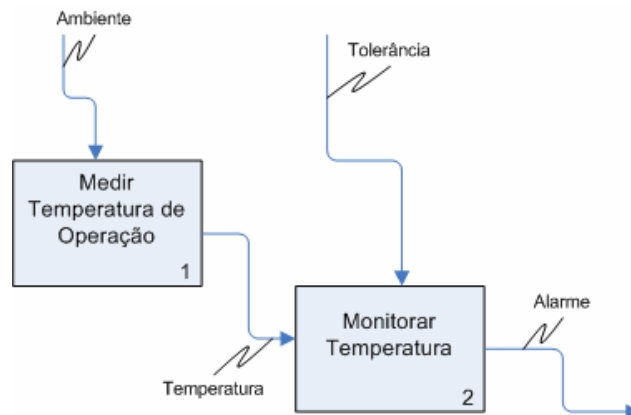 Ambiente
Tolerância
Medir
Temperatura de
Operação
1
Alarme
Monitorar
Temperatura
Temperatura
2